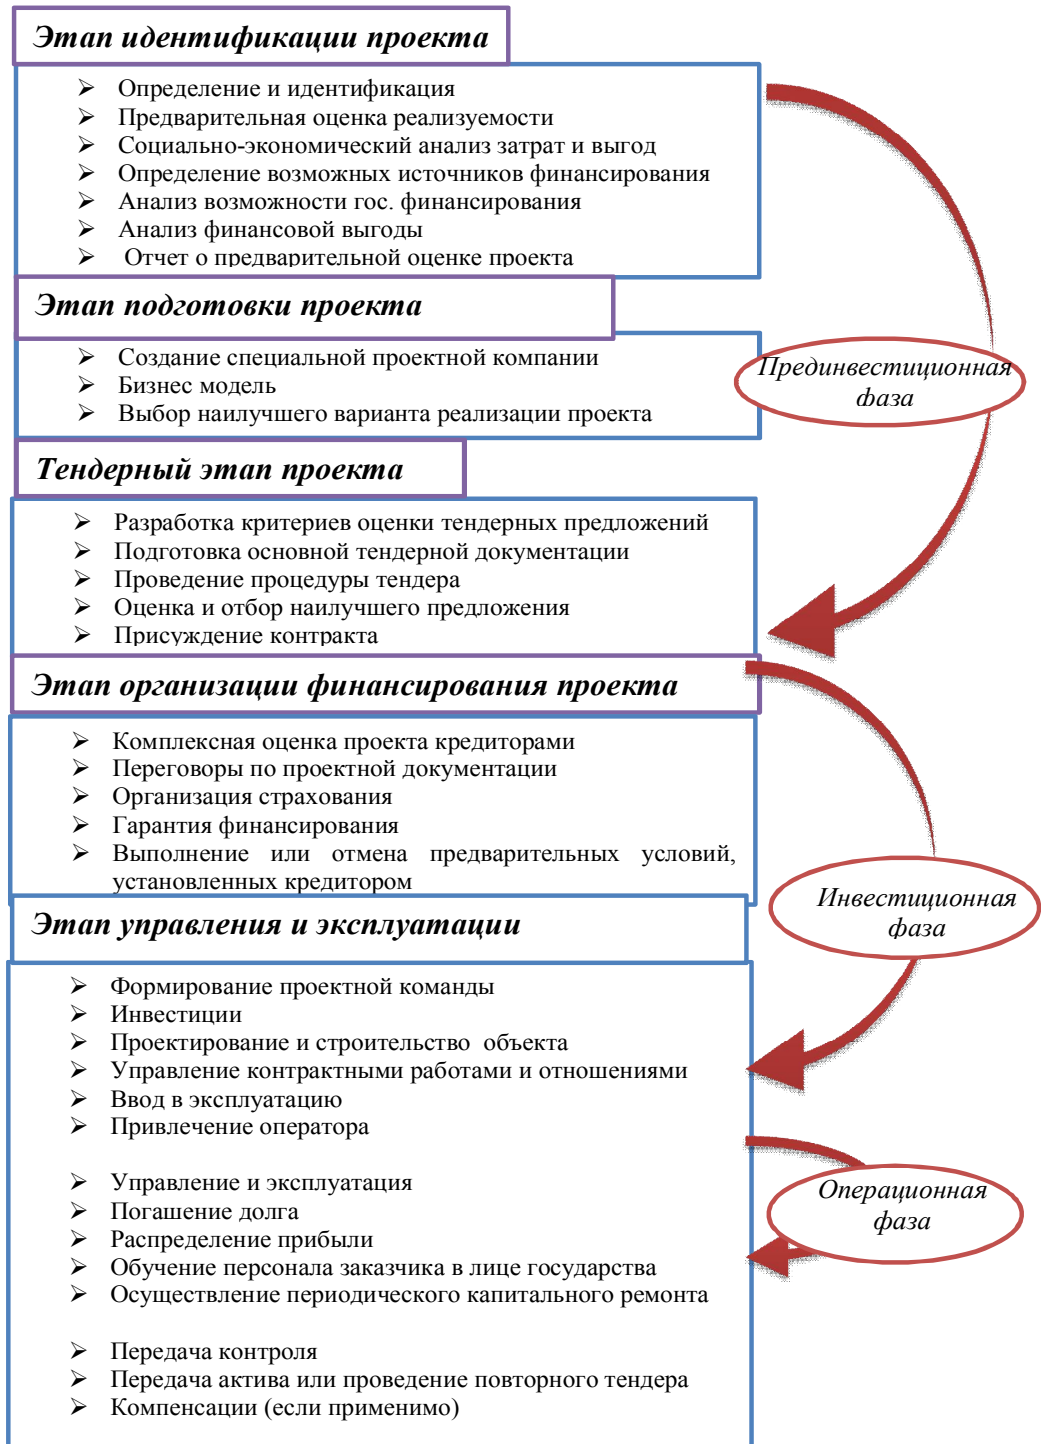 Этап идентификации проекта
➢ Определение и идентификация
➢ Предварительная оценка реализуемости
➢ Социально-экономический анализ затрат и выгод
➢ Определение возможных источников финансирования
➢ Анализ возможности гос. финансирования
➢ Анализ финансовой выгоды
➢ Отчет о предварительной оценке проекта
Этап подготовки проекта
➢ Создание специальной проектной компании
➢ Бизнес модель
➢ Выбор наилучшего варианта реализации проекта
Прединвестиционная
фаза
Тендерный этап проекта
➢ Разработка критериев оценки тендерных предложений
➢ Подготовка основной тендерной документации
➢ Проведение процедуры тендера
➢ Оценка и отбор наилучшего предложения
➢ Присуждение контракта
Этап организации финансирования проекта
➢ Комплексная оценка проекта кредиторами
➢ Переговоры по проектной документации
➢ Организация страхования
➢ Гарантия финансирования
➢ Выполнение или отмена предварительных условий,
установленных кредитором
Инвестиционная
фаза
Этап управления и эксплуатации
➢ Формирование проектной команды
➢ Инвестиции
➢ Проектирование и строительство объекта
➢ Управление контрактными работами и отношениями
➢ Ввод в эксплуатацию
➢ Привлечение оператора
➢ Управление и эксплуатация
➢ Погашение долга
➢ Распределение прибыли
➢ Обучение персонала заказчика в лице государства
➢ Осуществление периодического капитального ремонта
Операционная
фаза
➢ Передача контроля
➢ Передача актива или проведение повторного тендера
➢ Компенсации (если применимо)